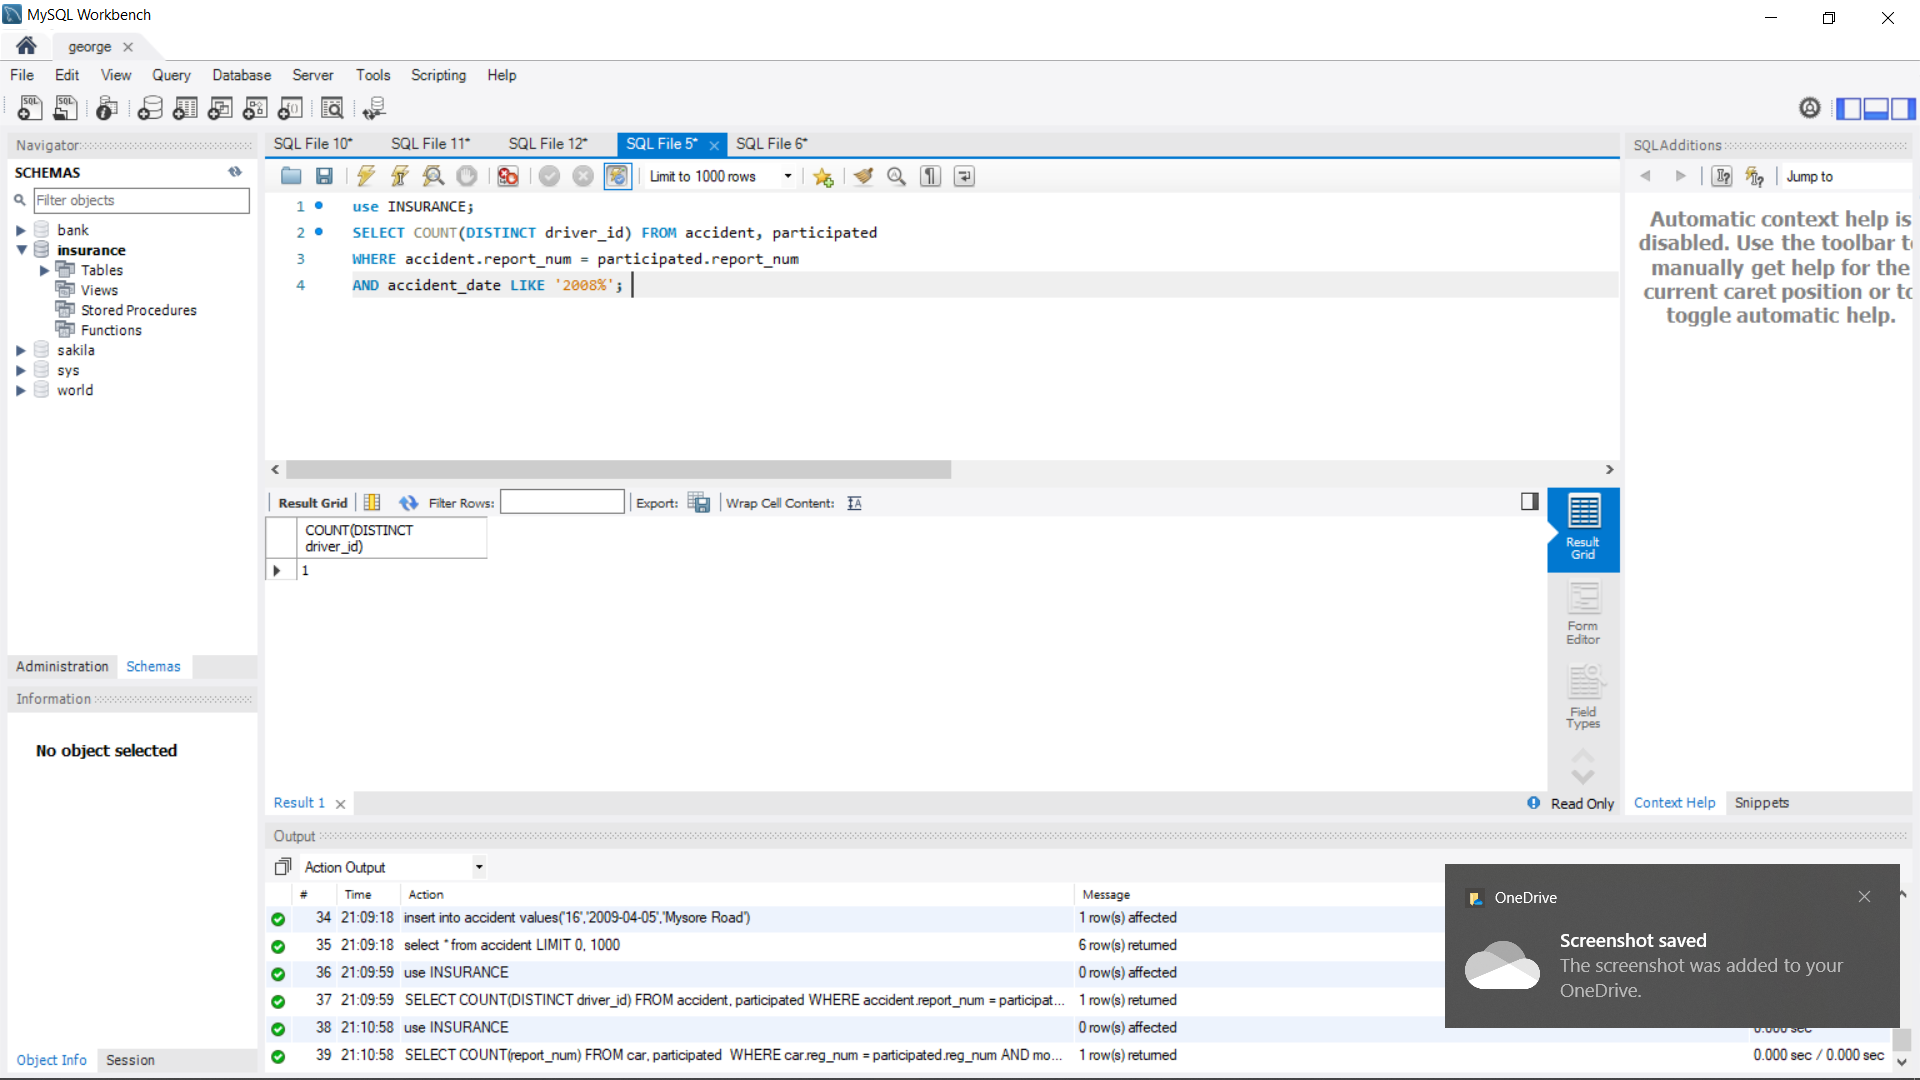 MySQL Workbench
george
File Edit View Query Database Server Tools Scripting Help
Navigator
SCHEMAS
Filter objects
bank
insurance
Tables
Views
Stored Procedures
Functions
sakila
sys
world
Administration Schemas
Information
No object selected
Object Info Session
SQL File 10* SQL File 11* SQL File 12* SQL File 5* SQL File 6*
Limit to 1000 rows
1 use INSURANCE;
2 SELECT COUNT(DISTINCT driver_id) FROM accident, participated
3 WHERE accident.report_num = participated.report_num
4 AND accident_date LIKE '2008%';
Result Grid Filter Rows: Export: Wrap Cell Content:
COUNT(DISTINCT
driver_id)
1
Result
Grid
Form
Editor
Field
Types
Result 1 Read Only
SQLAdditions
Jump to
Automatic context help is
disabled. Use the toolbar
manually get help for the
current caret position or
toggle automatic help.
Context Help Snippets
Output
Action Output
# Time Action Message
34 21:09:18 insert into accident values('16','2009-04-05','Mysore Road') 1 row(s) affected
35 21:09:18 select * from accident LIMIT 0, 1000 6 row(s) returned
36 21:09:59 use INSURANCE 0 row(s) affected
37 21:09:59 SELECT COUNT(DISTINCT driver_id) FROM accident, participated WHERE accident.report_num = participat... 1 row(s) returned
38 21:10:58 use INSURANCE 0 row(s) affected 0.000 sec
39 21:10:58 SELECT COUNT(report_num) FROM car, participated WHERE car.reg_num = participated.reg_num AND mo... 1 row(s) returned 0.000 sec / 0.000 sec
OneDrive
Screenshot saved
The screenshot was added to your
OneDrive.